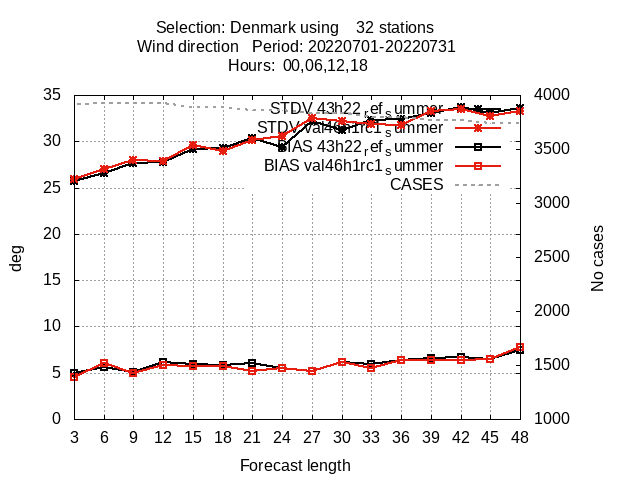 Selection: Denmark using 32 stations
Wind direction Period: 20220701-20220731
Hours: 00,06,12,18
35
30
25
20
15
10
5
0
deg
4000
3500
3000
2500
2000
1500
1000
No cases
STDV 43h22ref_summer
STDV val46h1rc1_summer
BIAS 43h22ref_summer
BIAS val46h1rc1_summer
CASES
3 6 9 12 15 18 21 24 27 30 33 36 39 42 45 48
Forecast length